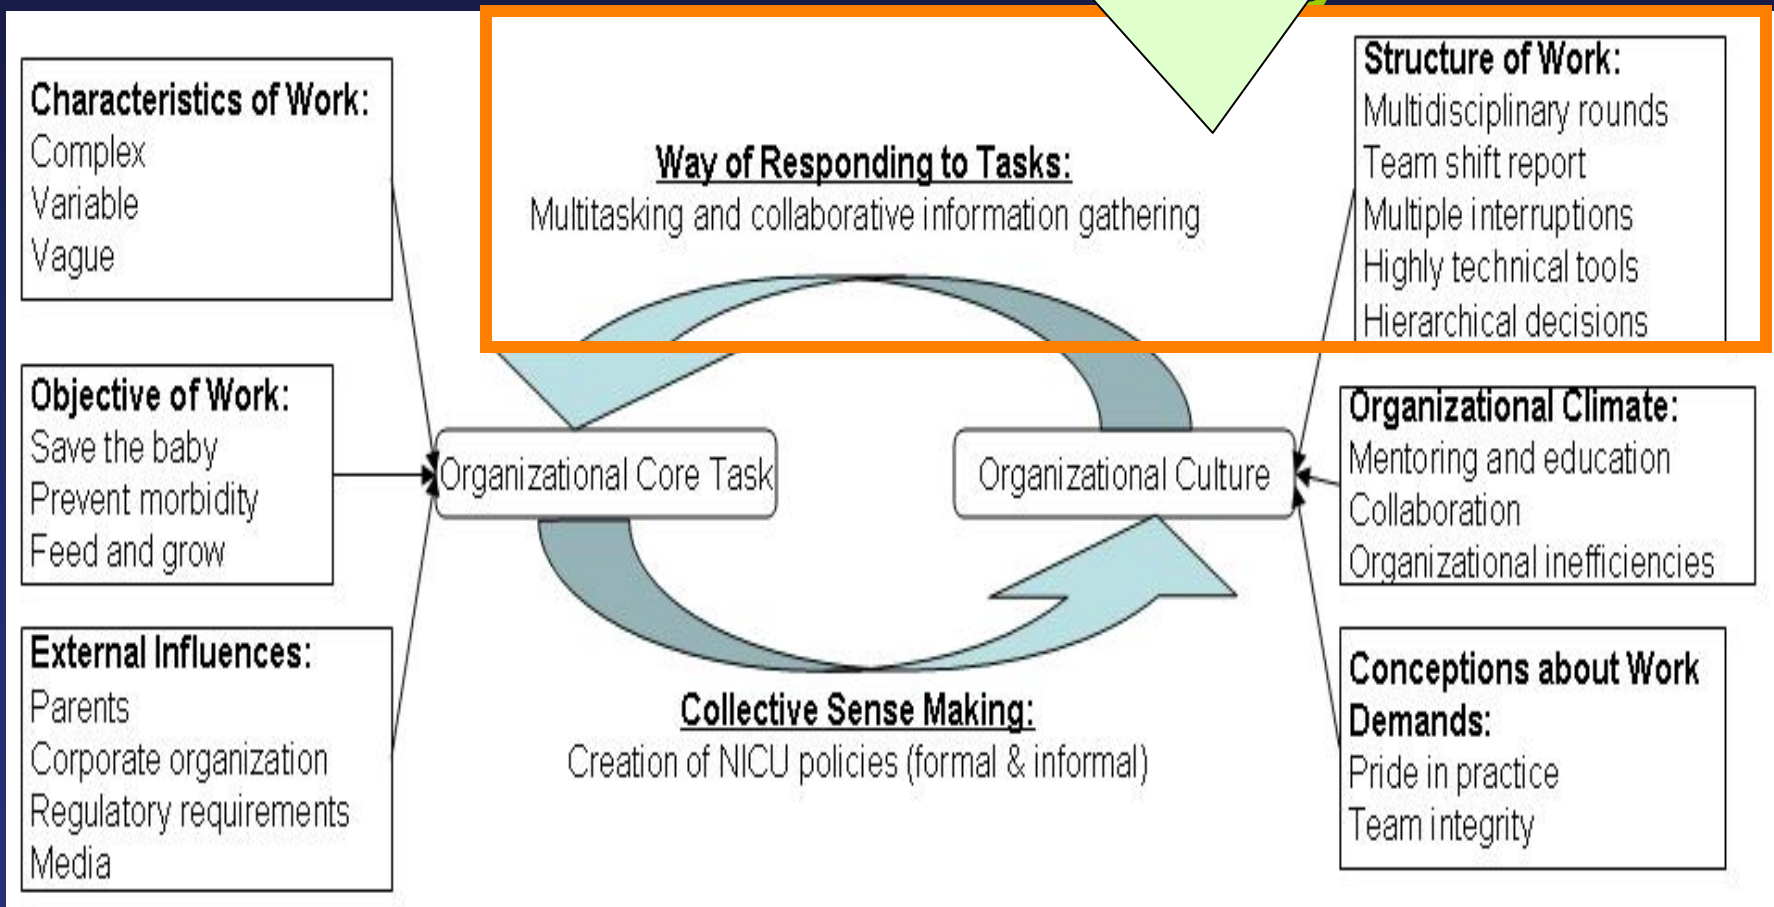 Characteristics of Work:
Complex
Variable
Vague
Objective of Work:
Save the baby
Prevent morbidity
Feed and grow
External Influences:
Parents
Corporate organization
Regulatory requirements
Media
Way of Responding to Tasks:
Multitasking and collaborative information gathering
Organizational Core Task
Organizational Culture
Collective Sense Making:
Creation of NICU policies (formal & informal)
Structure of Work:
Multidisciplinary rounds
Team shift report
Multiple interruptions
Highly technical tools
Hierarchical decisions
Organizational Climate:
Mentoring and education
Collaboration
Organizational inefficiencies
Conceptions about Work
Demands:
Pride in practice
Team integrity